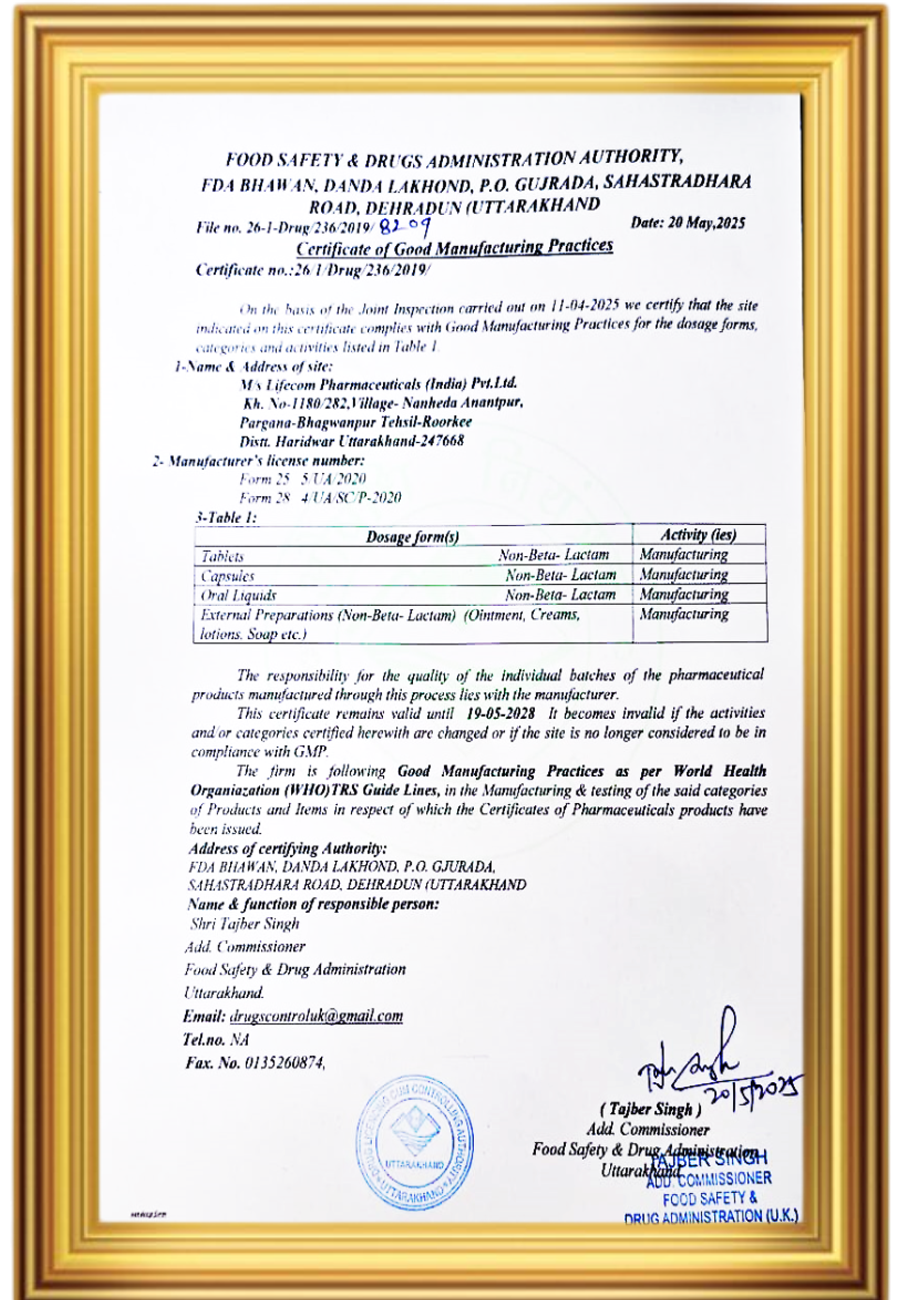 FOOD SAFETY & DRUGS ADMINISTRATION AUTHORITY,
FDA BHAWAN, DANDA LAKHOND, P.O. GUJRADA, SAHASTRADHARA
ROAD, DEHRADUN (UTTARAKHAND
File no. 26-1-Drug/236/2019/ 8209 Date: 20 May,2025
Certificate of Good Manufacturing Practices
Certificate no.:26/1/Drug/236/2019/
On the basis of the Joint Inspection carried out on 11-04-2025 we certify that the site
indicated on this certificate complies with Good Manufacturing Practices for the dosage forms,
categories and activities listed in Table 1.
1-Name & Address of site:
M/s Lifecom Pharmaceuticals (India) Pvt.Ltd.
Kh. No-1180/282,Village- Nanheda Anantpur,
Pargana-Bhagwanpur Tehsil-Roorkee
Distt. Haridwar Uttarakhand-247668
2- Manufacturer's license number:
Form 25 5/UA/2020
Form 28 4/UA/SC/P-2020
3-Table 1:
Dosage form(s) Activity (ies)
Tablets Non-Beta- Lactam Manufacturing
Capsules Non-Beta- Lactam Manufacturing
Oral Liquids Non-Beta- Lactam Manufacturing
External Preparations (Non-Beta- Lactam) (Ointment, Creams, Manufacturing
lotions, Soap etc.)
The responsibility for the quality of the individual batches of the pharmaceutical
products manufactured through this process lies with the manufacturer.
This certificate remains valid until 19-05-2028 It becomes invalid if the activities
and/or categories certified herewith are changed or if the site is no longer considered to be in
compliance with GMP.
The firm is following Good Manufacturing Practices as per World Health
Organiazation (WHO)TRS Guide Lines, in the Manufacturing & testing of the said categories
of Products and Items in respect of which the Certificates of Pharmaceuticals products have
been issued.
Address of certifying Authority:
FDA BHAWAN, DANDA LAKHOND, P.O. GJURADA,
SAHASTRADHARA ROAD, DEHRADUN (UTTARAKHAND
Name & function of responsible person:
Shri Tajber Singh
Add. Commissioner
Food Safety & Drug Administration
Uttarakhand.
Email: drugscontroluk@gmail.com
Tel.no. NA
Fax. No. 0135260874,
20/5/2025
( Tajber Singh )
Add. Commissioner
Food Safety & Drug Administration
Uttarakhand
TAJBER SINGH
ADD. COMMISSIONER
FOOD SAFETY &
DRUG ADMINISTRATION (U.K.)
DRUG LICENSING CUM CONTROLLING AUTHORITY
UTTARAKHAND
UTTARAKHAND